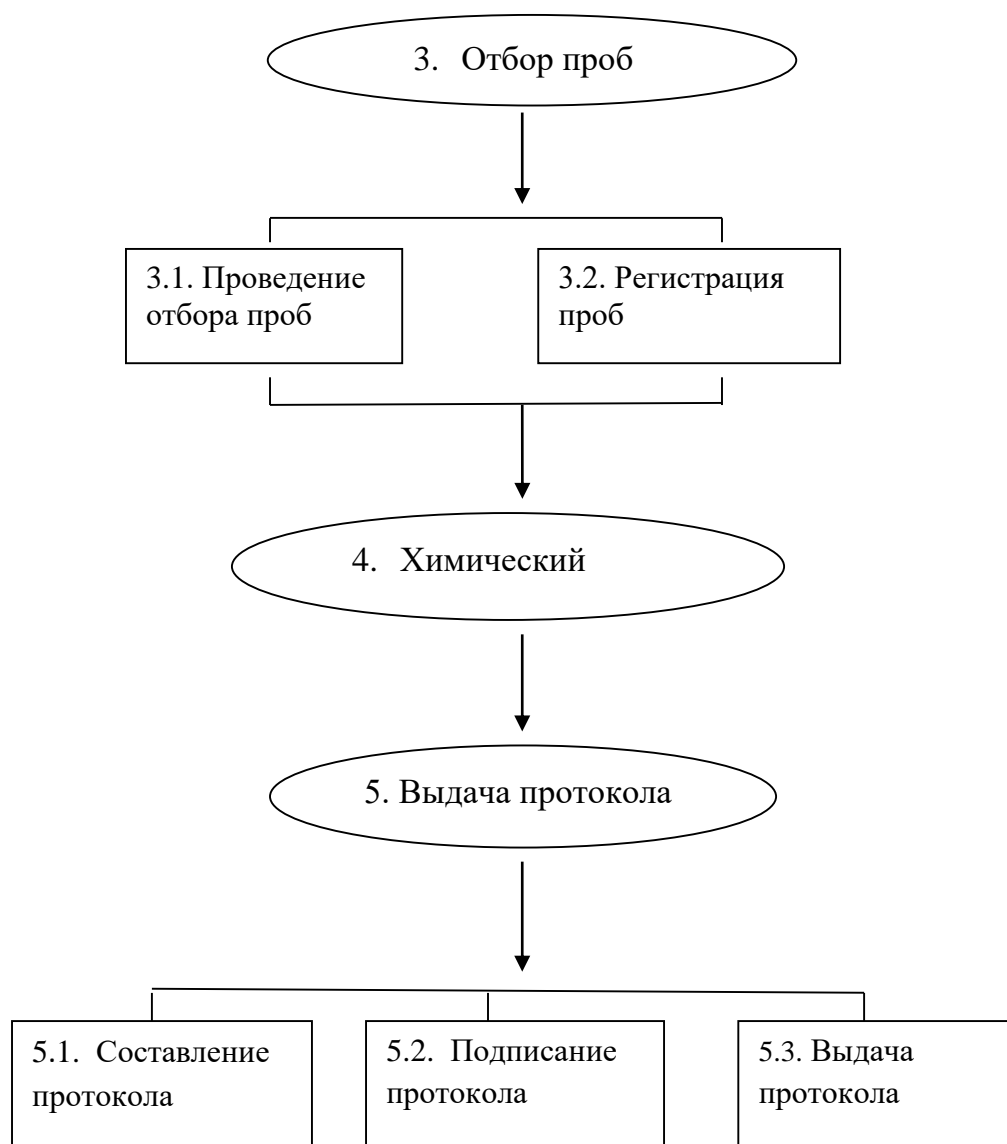 3. Отбор проб
3.1. Проведение
отбора проб
3.2. Регистрация
проб
4. Химический
5. Выдача протокола
5.1. Составление
протокола
5.2. Подписание
протокола
5.3. Выдача
протокола